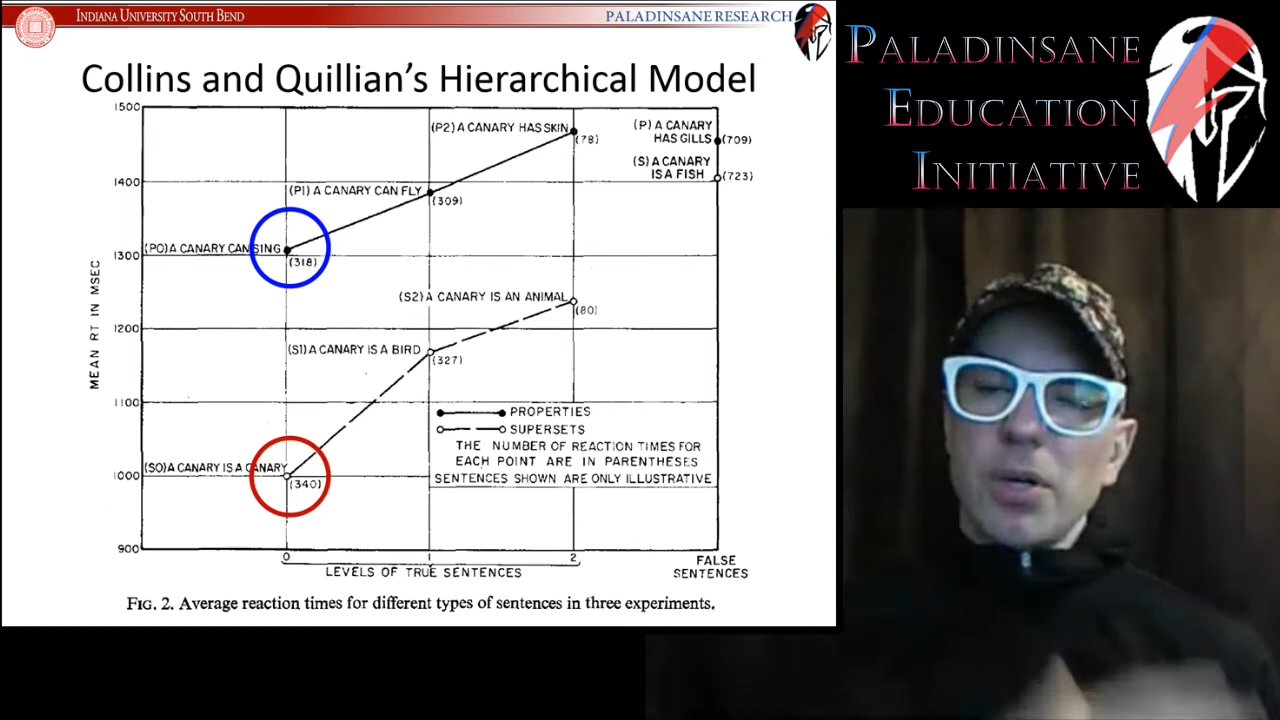 INDIANA UNIVERSITY SOUTH BEND
PALADINSANE RESEARCH
PALADINSANE
EDUCATION
INITIATIVE
Collins and Quillian’s Hierarchical Model
1500
1400
1300
1200
1100
1000
900
MEAN RT IN MSEC
(P2) A CANARY HAS SKIN
(78)
(P) A CANARY
HAS GILLS
(709)
(S) A CANARY
IS A FISH
(723)
(P1) A CANARY CAN FLY
(309)
(P0) A CANARY CAN SING
(318)
(S2) A CANARY IS AN ANIMAL
(80)
(S1) A CANARY IS A BIRD
(327)
(S0) A CANARY IS A CANARY
(340)
PROPERTIES
SUPERSETS
THE NUMBER OF REACTION TIMES FOR
EACH POINT ARE IN PARENTHESES
SENTENCES SHOWN ARE ONLY ILLUSTRATIVE
0 1 2
LEVELS OF TRUE SENTENCES
FALSE
SENTENCES
FIG. 2. Average reaction times for different types of sentences in three experiments.